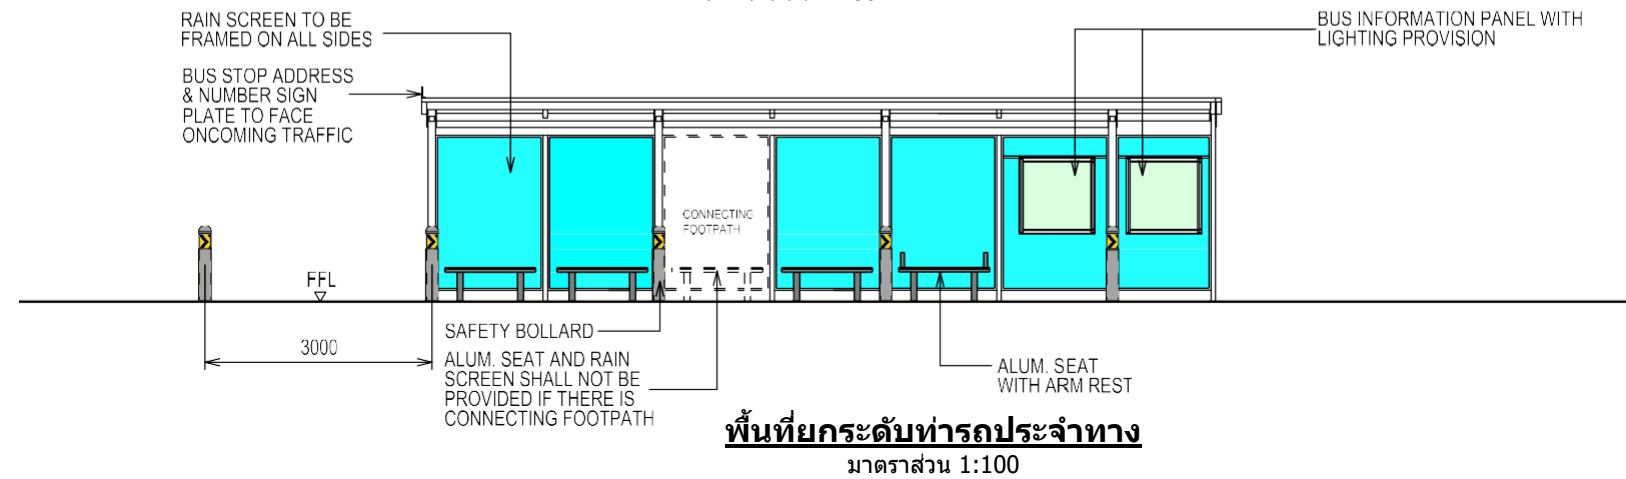 RAIN SCREEN TO BE
FRAMED ON ALL SIDES
BUS INFORMATION PANEL WITH
LIGHTING PROVISION
BUS STOP ADDRESS
& NUMBER SIGN
PLATE TO FACE
ONCOMING TRAFFIC
CONNECTING
FOOTPATH
FFL
3000
SAFETY BOLLARD
ALUM. SEAT AND RAIN
SCREEN SHALL NOT BE
PROVIDED IF THERE IS
CONNECTING FOOTPATH
ALUM. SEAT
WITH ARM REST
พื้นที่ยกระดับท่ารถประจำทาง
มาตราส่วน 1:100